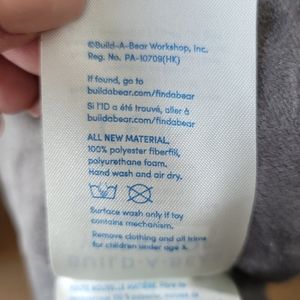 ©Build-A-Bear Workshop, Inc.
Reg. No. PA-10709(HK)
If found, go to
buildabear.com/findabear
Si l'ID a été trouvé, aller à
buildabear.com/findabear
ALL NEW MATERIAL.
100% polyester fiberfill,
polyurethane foam.
Hand wash and air dry.
Surface wash only if toy
contains mechanism.
Remove clothing and all trims
for children under age